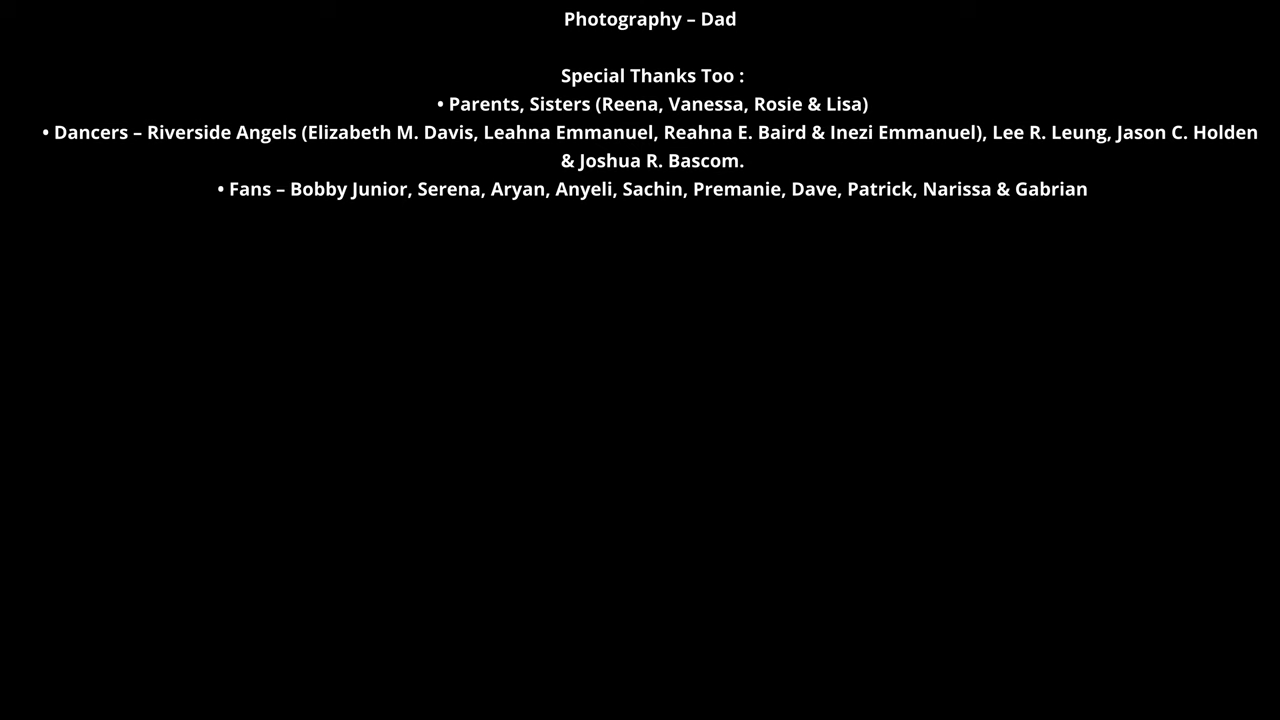 Photography – Dad
Special Thanks Too :
• Parents, Sisters (Reena, Vanessa, Rosie & Lisa)
• Dancers – Riverside Angels (Elizabeth M. Davis, Leahna Emmanuel, Reahna E. Baird & Inezi Emmanuel), Lee R. Leung, Jason C. Holden
& Joshua R. Bascom.
• Fans – Bobby Junior, Serena, Aryan, Anyeli, Sachin, Premanie, Dave, Patrick, Narissa & Gabrian